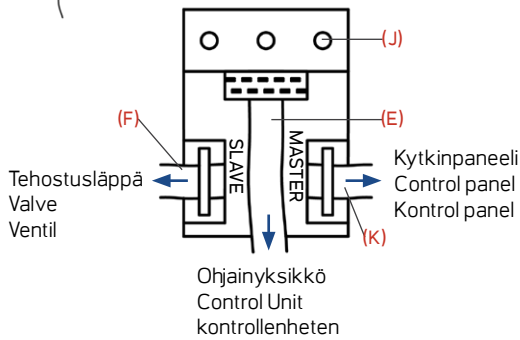 (J)
(F)
(E)
SLAVE
MASTER
Tehostusläppä
Valve
Ventil
Kytkinpaneeli
Control panel
Kontrol panel
(K)
Ohjainyksikkö
Control Unit
kontrollenheten